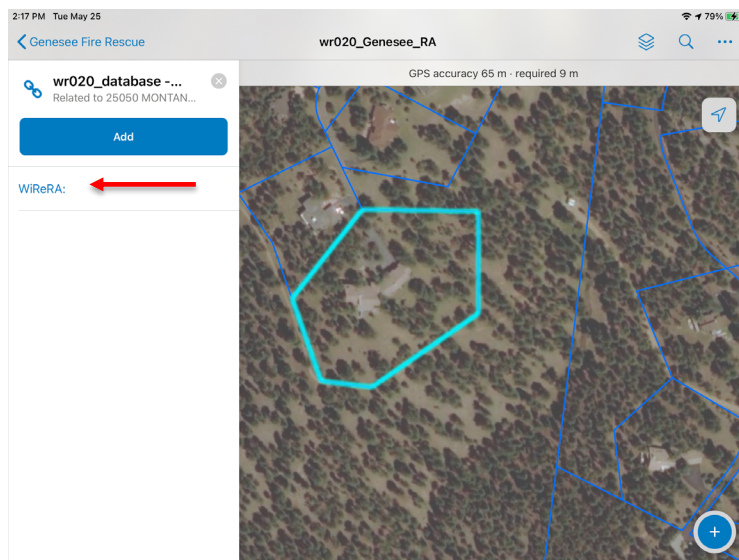 2:17 PM Tue May 25
79%
Genesee Fire Rescue
wr020_Genesee_RA
wr020_database -...
Related to 25050 MONTAN...
GPS accuracy 65 m · required 9 m
Add
WiReRA: